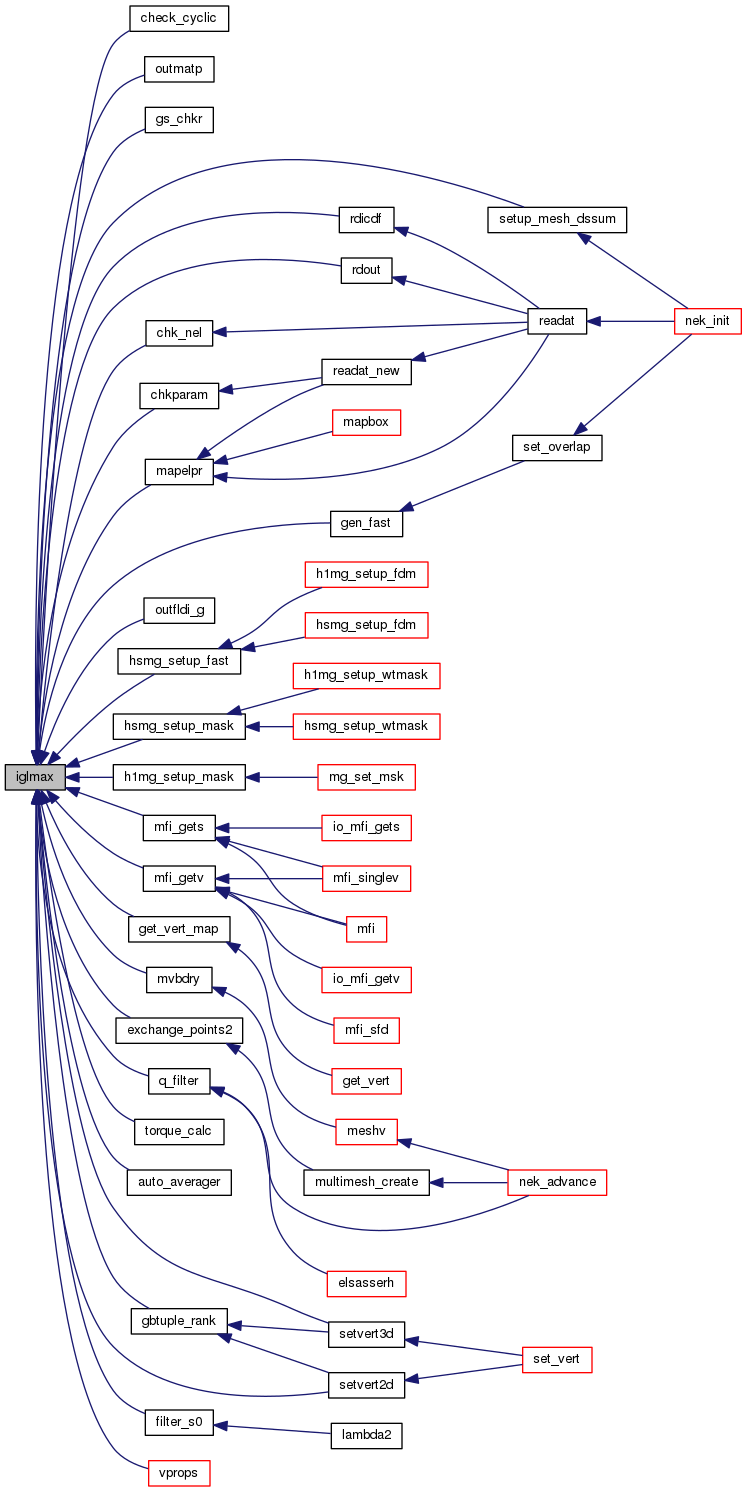 check_cyclic
outmatp
gs_chkr
setup_mesh_dssum
rdicdf
rdout
readat
nek_init
chk_nel
readat_new
chkparam
mapbox
set_overlap
mapelpr
gen_fast
h1mg_setup_fdm
outfldi_g
hsmg_setup_fdm
hsmg_setup_fast
h1mg_setup_wtmask
hsmg_setup_mask
hsmg_setup_wtmask
iglmax
h1mg_setup_mask
mg_set_msk
mfi_gets
io_mfi_gets
mfi_getv
mfi_singlev
get_vert_map
mfi
mvbdry
io_mfi_getv
exchange_points2
mfi_sfd
q_filter
get_vert
torque_calc
meshv
auto_averager
multimesh_create
nek_advance
elsasserh
gbtuple_rank
setvert3d
set_vert
setvert2d
filter_s0
lambda2
vprops